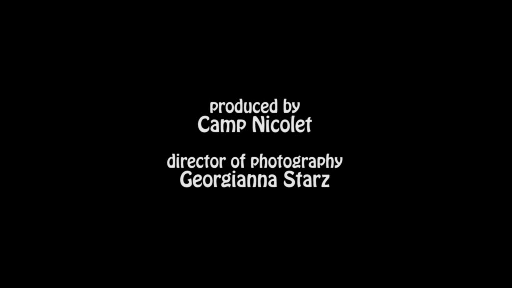 produced by
Camp Nicolet
director of photography
Georgianna Starz